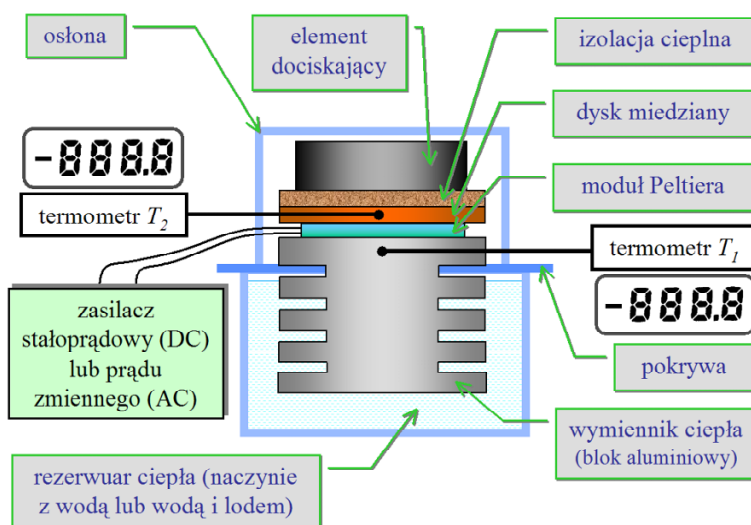 osłona
element
dociskający
izolacja cieplna
dysk miedziany
moduł Peltiera
-888.8
termometr T2
termometr T1
-888.8
zasilacz
stałoprądowy (DC)
lub prądu
zmiennego (AC)
pokrywa
wymiennik ciepła
(blok aluminiowy)
rezerwuar ciepła (naczynie
z wodą lub wodą i lodem)